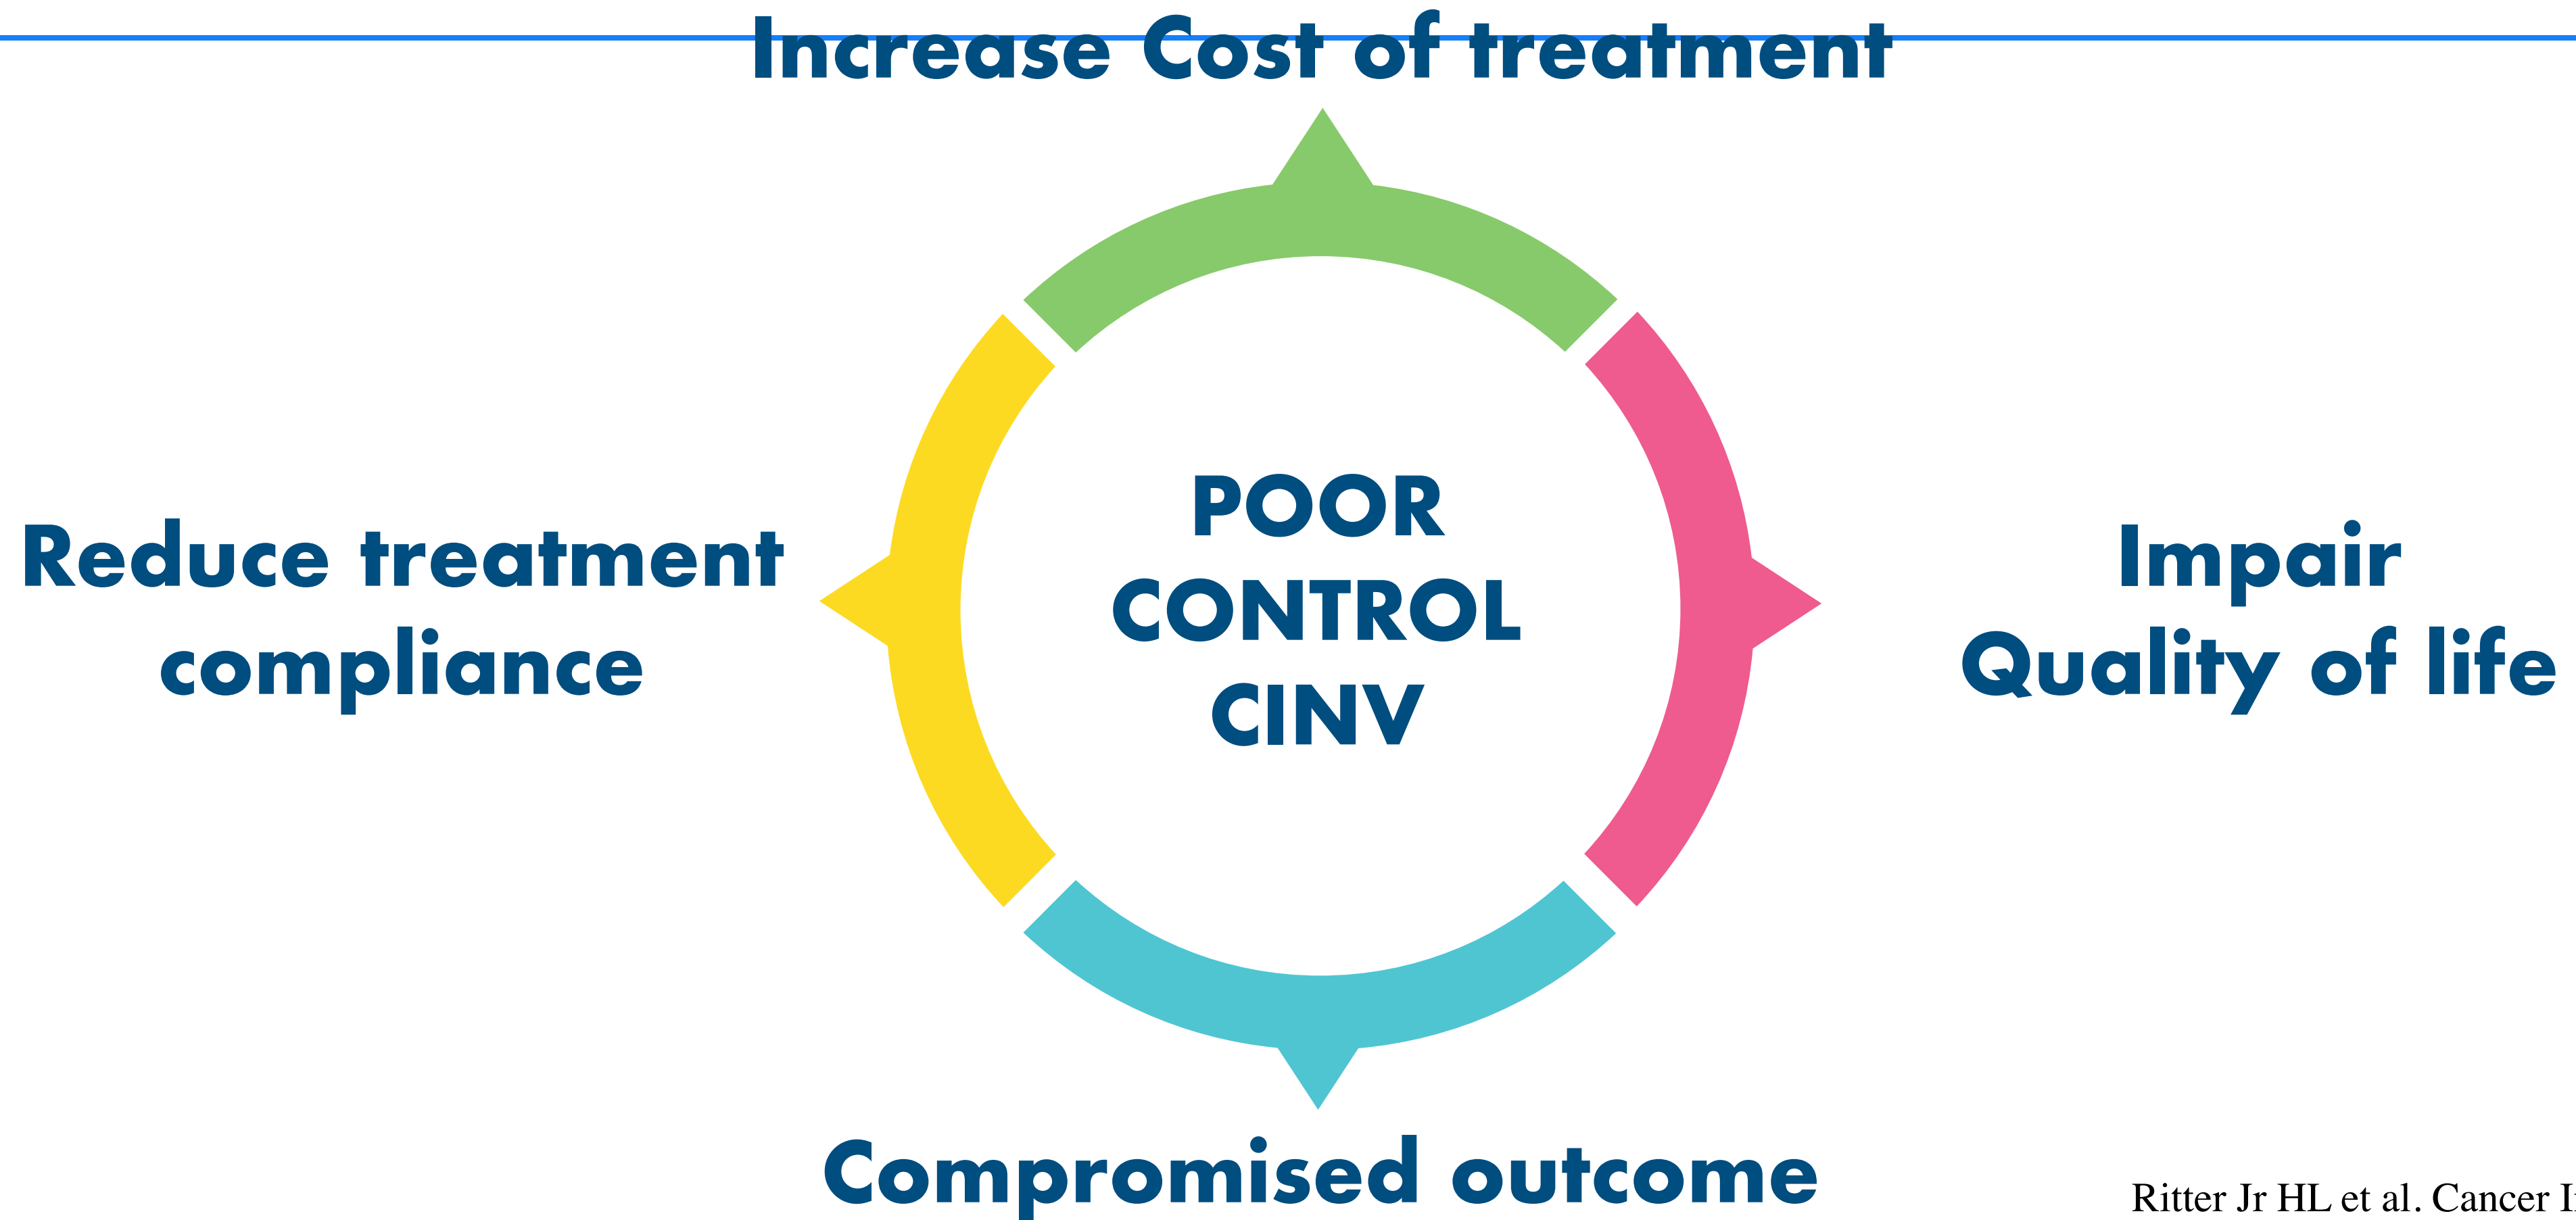 Increase Cost of treatment
POOR
CONTROL
CINV
Reduce treatment
compliance
Impair
Quality of life
Compromised outcome
Ritter Jr HL et al. Cancer